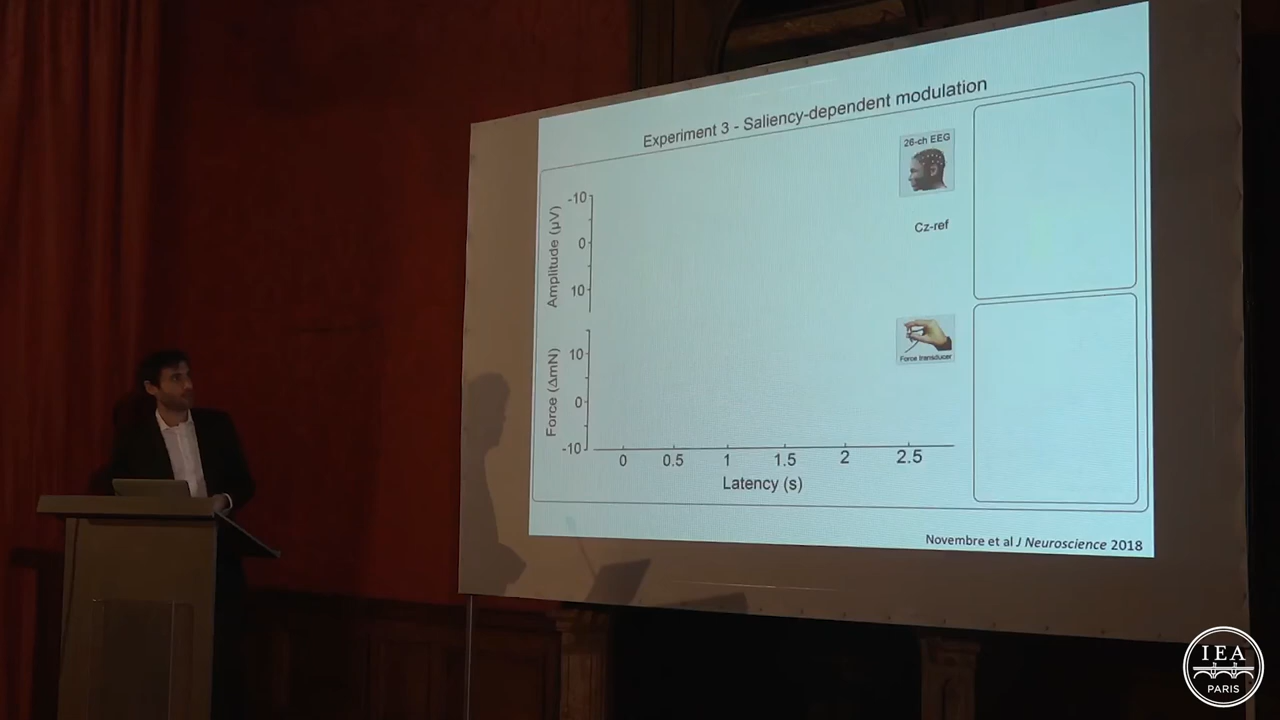 Experiment 3 - Saliency-dependent modulation
26-ch EEG
Cz-ref
Amplitude (µV)
-10
0
10
Force transducer
Force (ΔmN)
10
0
-10
0 0.5 1 1.5 2 2.5
Latency (s)
Novembre et al J Neuroscience 2018
IEA
PARIS